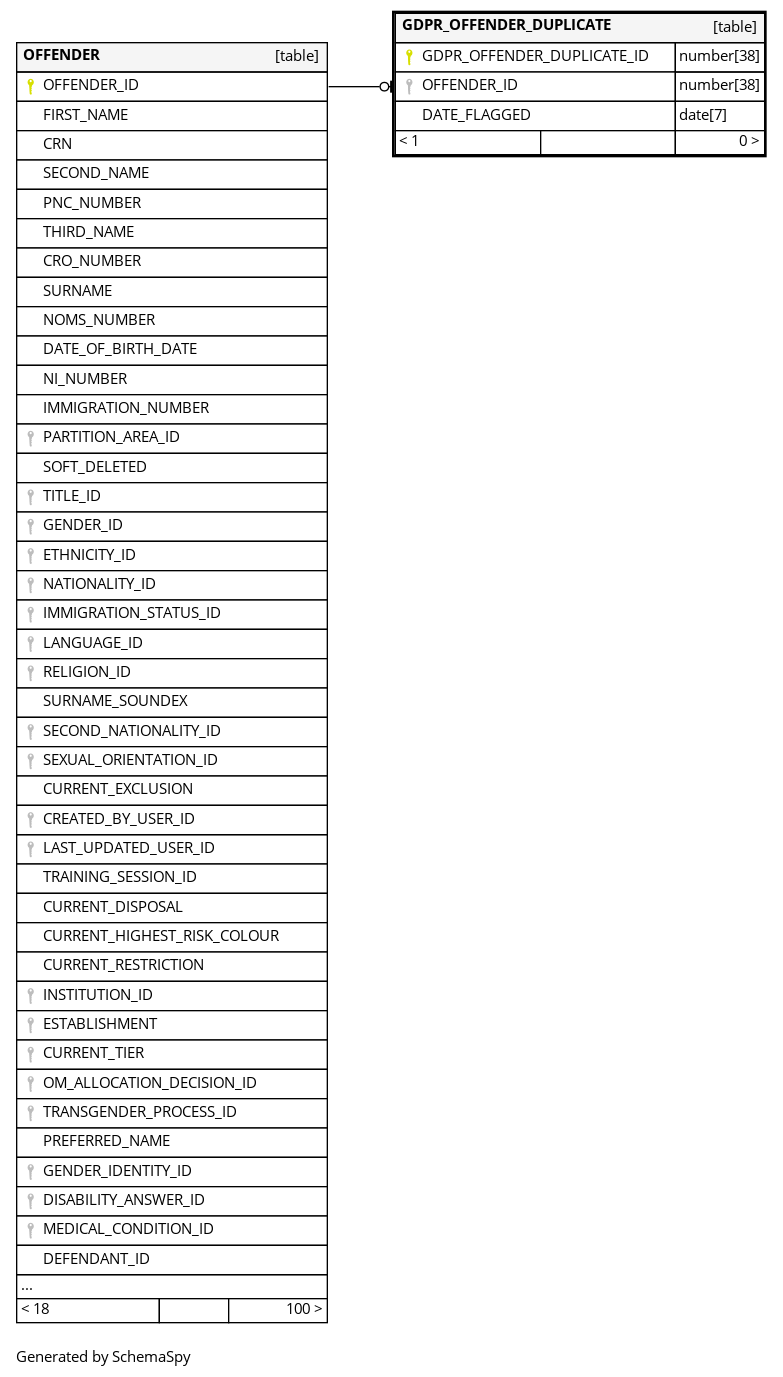 OFFENDER [table]
OFFENDER_ID
FIRST_NAME
CRN
SECOND_NAME
PNC_NUMBER
THIRD_NAME
CRO_NUMBER
SURNAME
NOMS_NUMBER
DATE_OF_BIRTH_DATE
NI_NUMBER
IMMIGRATION_NUMBER
PARTITION_AREA_ID
SOFT_DELETED
TITLE_ID
GENDER_ID
ETHNICITY_ID
NATIONALITY_ID
IMMIGRATION_STATUS_ID
LANGUAGE_ID
RELIGION_ID
SURNAME_SOUNDEX
SECOND_NATIONALITY_ID
SEXUAL_ORIENTATION_ID
CURRENT_EXCLUSION
CREATED_BY_USER_ID
LAST_UPDATED_USER_ID
TRAINING_SESSION_ID
CURRENT_DISPOSAL
CURRENT_HIGHEST_RISK_COLOUR
CURRENT_RESTRICTION
INSTITUTION_ID
ESTABLISHMENT
CURRENT_TIER
OM_ALLOCATION_DECISION_ID
TRANSGENDER_PROCESS_ID
PREFERRED_NAME
GENDER_IDENTITY_ID
DISABILITY_ANSWER_ID
MEDICAL_CONDITION_ID
DEFENDANT_ID
...
< 18 100 >
GDPR_OFFENDER_DUPLICATE [table]
GDPR_OFFENDER_DUPLICATE_ID number[38]
OFFENDER_ID number[38]
DATE_FLAGGED date[7]
< 1 0 >
Generated by SchemaSpy